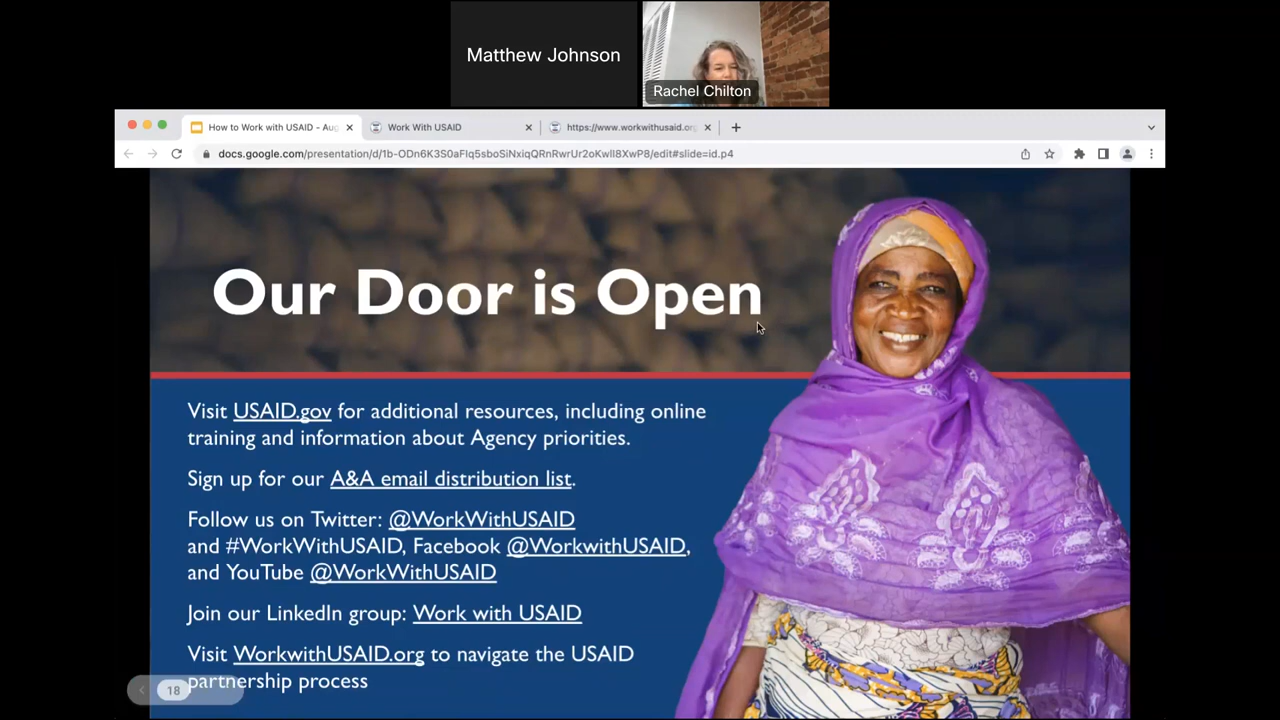 Matthew Johnson
Rachel Chilton
How to Work with USAID - Aug
Work With USAID
https://www.workwithusaid.org
docs.google.com/presentation/d/1b-ODn6K3S0aFIq5sboSiNxiqQRnRwrUr2oKwll8XwP8/edit#slide=id.p4
Our Door is Open
Visit USAID.gov for additional resources, including online
training and information about Agency priorities.
Sign up for our A&A email distribution list.
Follow us on Twitter: @WorkWithUSAID
and #WorkWithUSAID, Facebook @WorkwithUSAID,
and YouTube @WorkWithUSAID
Join our LinkedIn group: Work with USAID
Visit WorkwithUSAID.org to navigate the USAID
partnership process
18